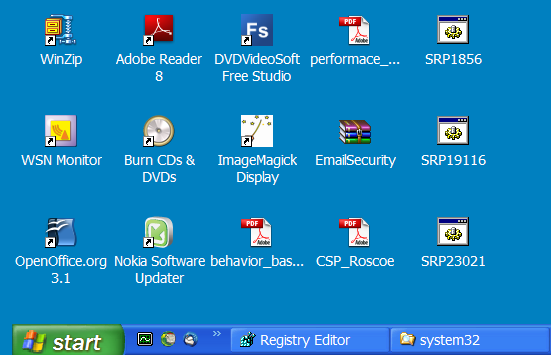 WinZip
Adobe Reader
8
DVDVideoSoft
Free Studio
performace_...
SRP1856
WSN Monitor
Burn CDs &
DVDs
ImageMagick
Display
EmailSecurity
SRP19116
OpenOffice.org
3.1
Nokia Software
Updater
behavior_bas...
CSP_Roscoe
SRP23021
start
Registry Editor
system32